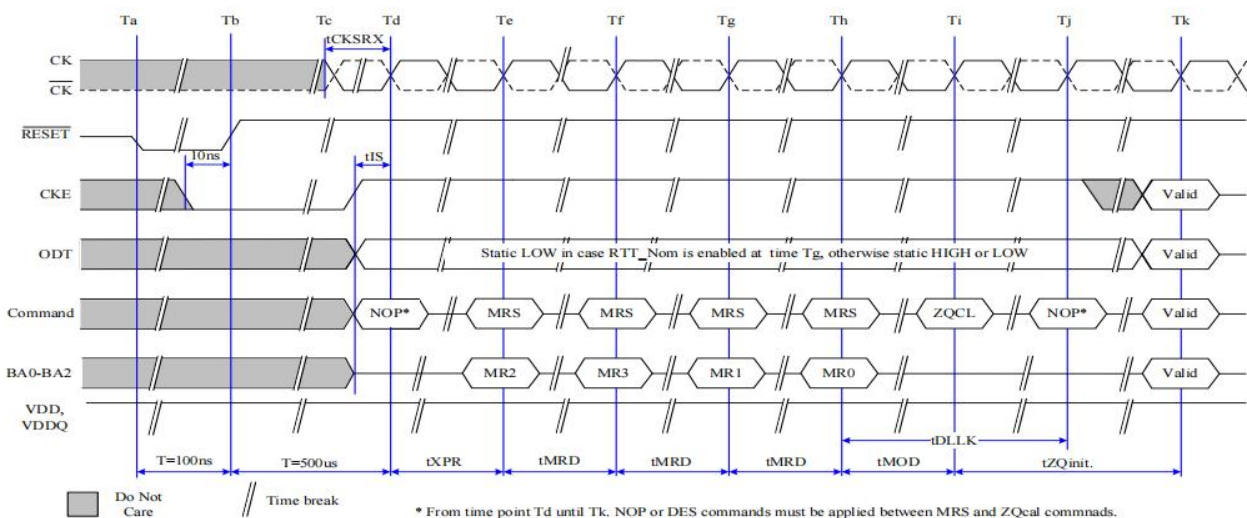 Ta Tb Tc Td Te Tf Tg Th Ti Tj Tk
tCKSRX
CK
CK
RESET
10ns tIS
CKE Valid
ODT Static LOW in case RTT_Nom is enabled at time Tg, otherwise static HIGH or LOW Valid
Command NOP* MRS MRS MRS MRS ZQCL NOP* Valid
BA0-BA2 MR2 MR3 MR1 MR0 Valid
VDD,
VDDQ
tDLLK
T=100ns T=500us tXPR tMRD tMRD tMRD tMOD tZQinit.
Do Not
Care
Time break
* From time point Td until Tk. NOP or DES commands must be applied between MRS and ZQcal commnads.